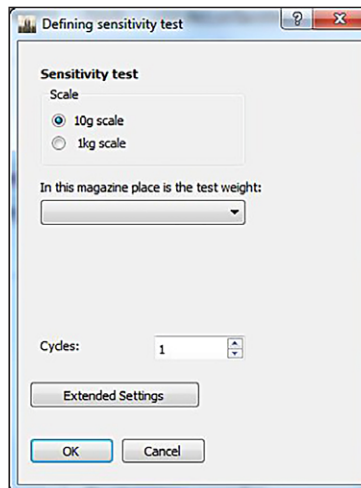 Defining sensitivity test
Sensitivity test
Scale
10g scale
1kg scale
In this magazine place is the test weight:
Cycles:
1
Extended Settings
OK
Cancel